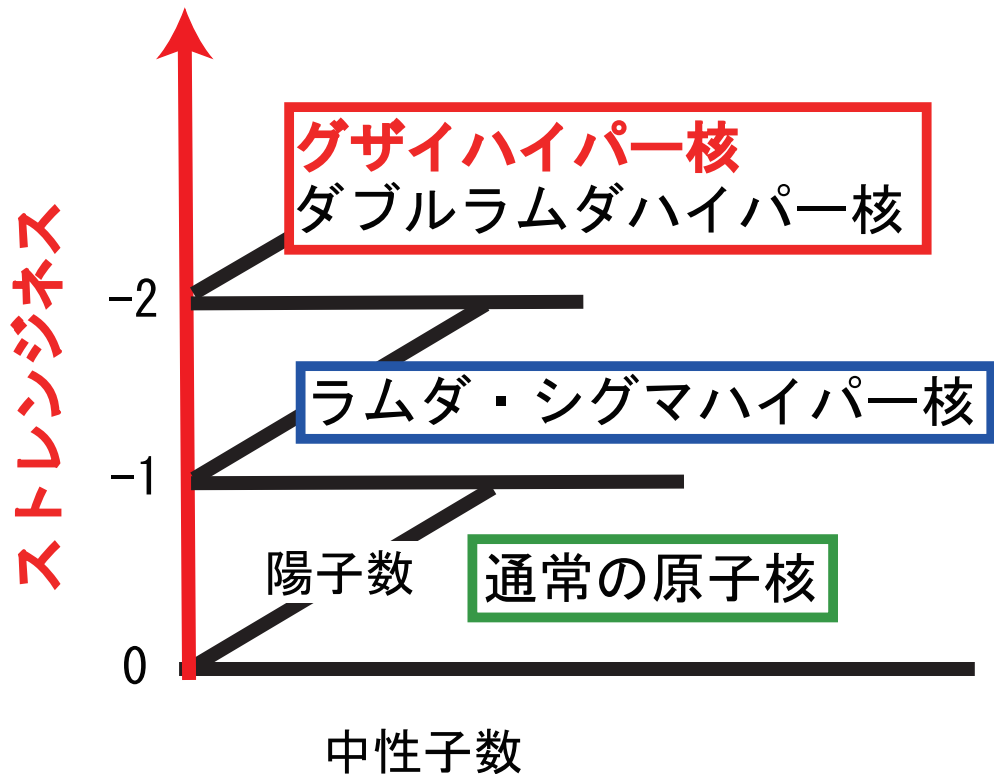 グザイハイパー核
ダブルラムダハイパー核
ストレンジネス
-2
ラムダ・シグマハイパー核
-1
陽子数
通常の原子核
0
中性子数